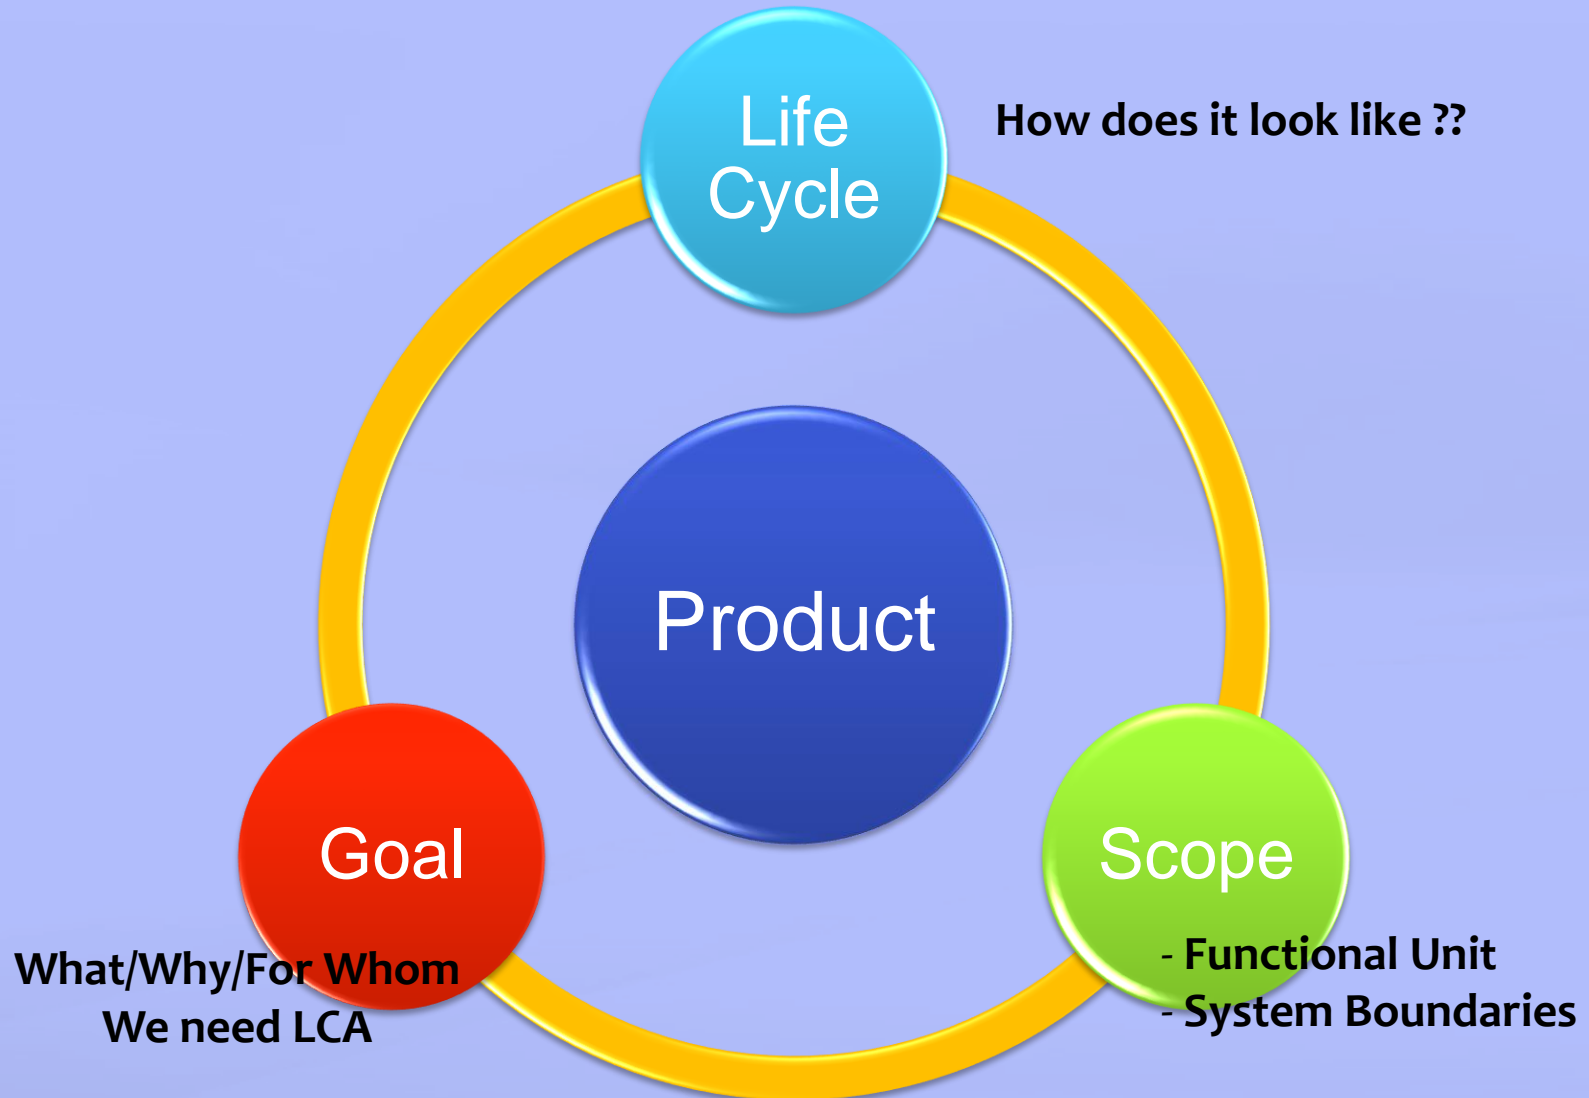 Life
Cycle
How does it look like ??
Product
Goal
What/Why/For Whom
We need LCA
Scope
- Functional Unit
- System Boundaries